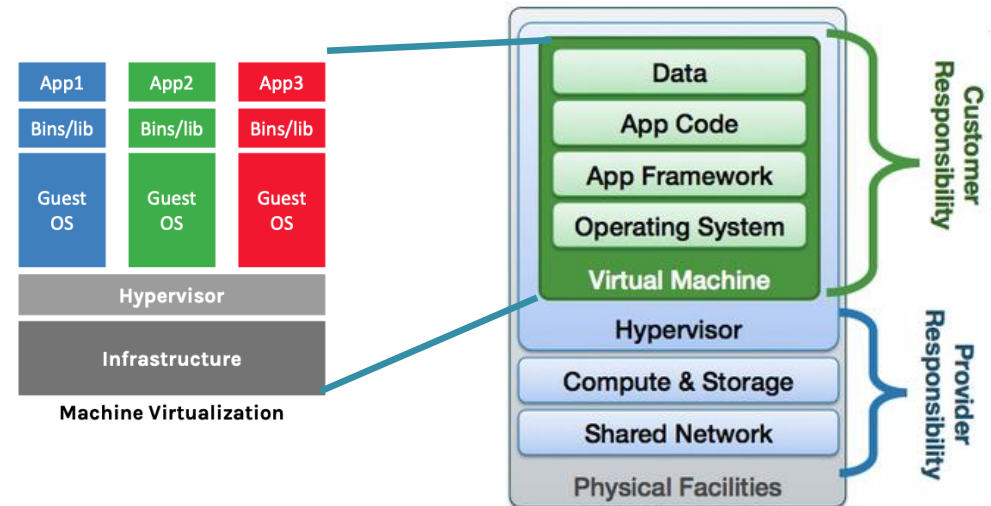 App1
App2
App3
Bins/lib
Bins/lib
Bins/lib
Guest
OS
Guest
OS
Guest
OS
Hypervisor
Infrastructure
Machine Virtualization
Data
App Code
App Framework
Operating System
Virtual Machine
Hypervisor
Compute & Storage
Shared Network
Physical Facilities
Customer
Responsibility
Provider
Responsibility